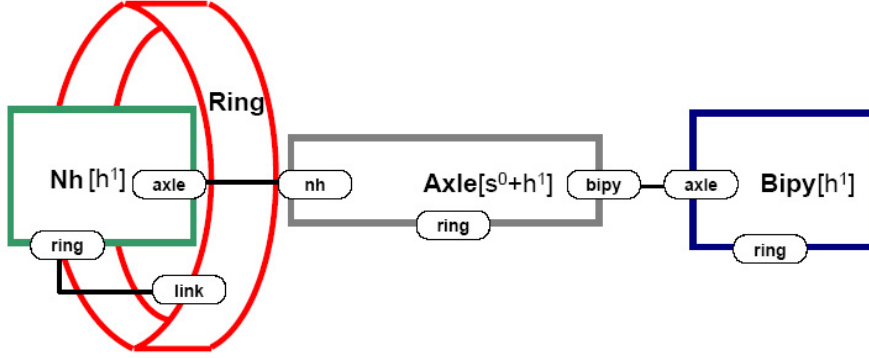 Ring
Nh [h¹] axle nh Axle[s⁰+h¹] bipy axle Bipy[h¹]
ring ring ring
link